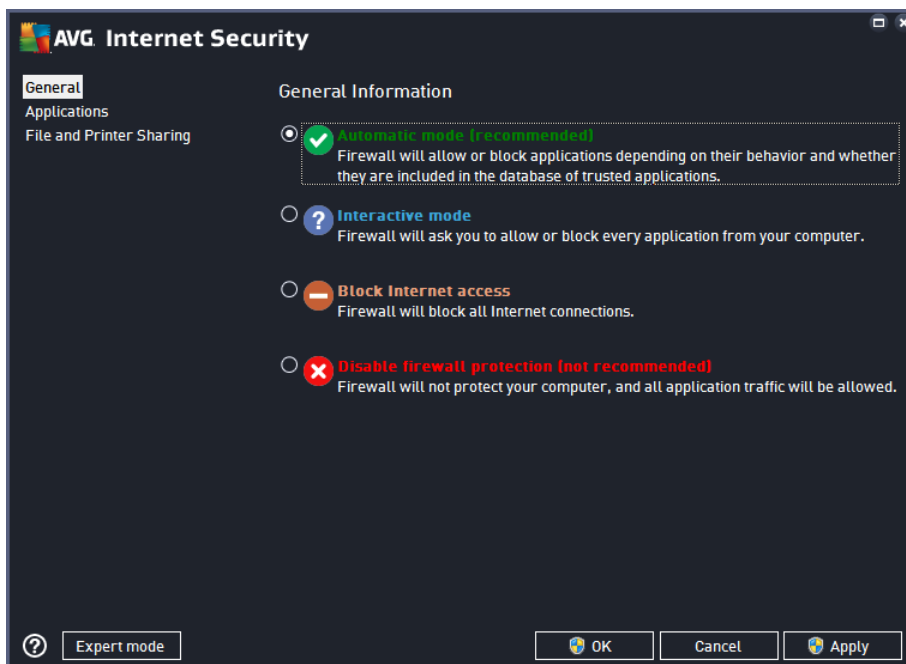 AVG. Internet Security
General
Applications
File and Printer Sharing
General Information
Automatic mode (recommended)
Firewall will allow or block applications depending on their behavior and whether
they are included in the database of trusted applications.
Interactive mode
Firewall will ask you to allow or block every application from your computer.
Block Internet access
Firewall will block all Internet connections.
Disable firewall protection (not recommended)
Firewall will not protect your computer, and all application traffic will be allowed.
Expert mode
OK
Cancel
Apply